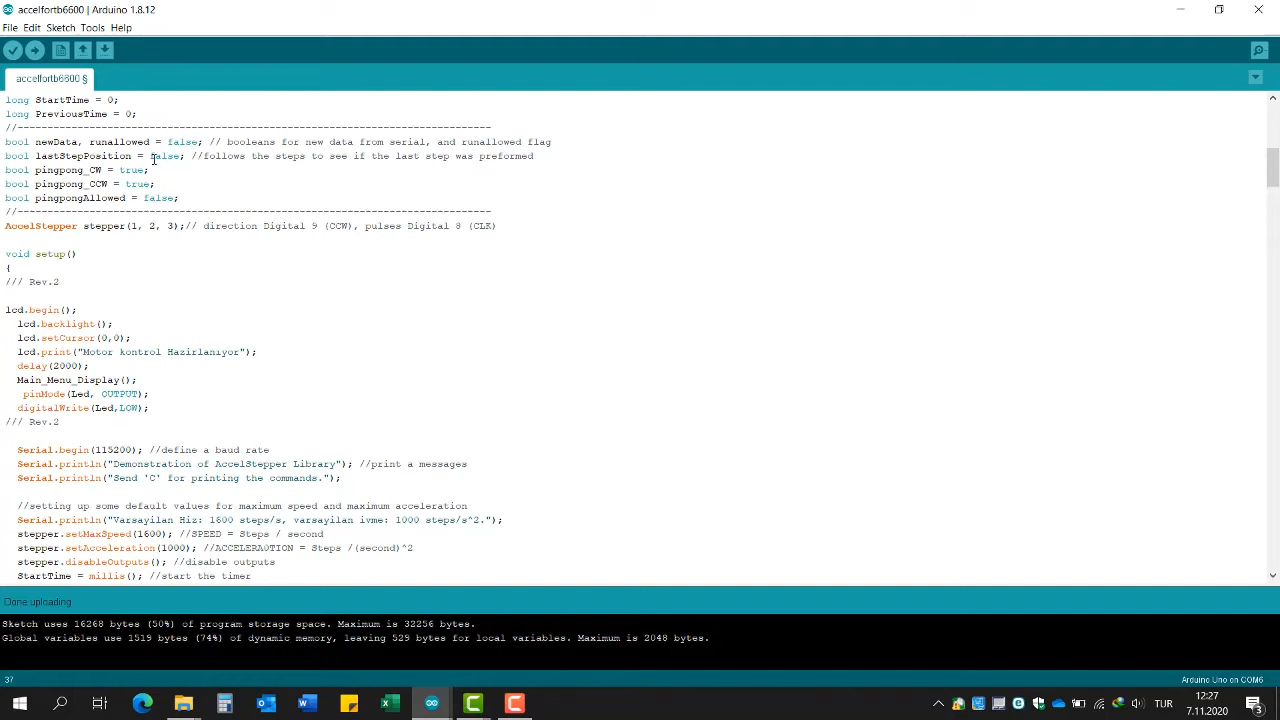 accelfortb6600 | Arduino 1.8.12
File Edit Sketch Tools Help
accelfortb6600 §
long StartTime = 0;
long PreviousTime = 0;
//-------------------------------------------------------------------------------
bool newData, runallowed = false; // booleans for new data from serial, and runallowed flag
bool lastStepPosition = false; //follows the steps to see if the last step was preformed
bool pingpong_CW = true;
bool pingpong_CCW = true;
bool pingpongAllowed = false;
//-------------------------------------------------------------------------------
AccelStepper stepper(1, 2, 3);// direction Digital 9 (CCW), pulses Digital 8 (CLK)
void setup()
{
/// Rev.2
lcd.begin();
lcd.backlight();
lcd.setCursor(0,0);
lcd.print("Motor kontrol Hazirlanıyor");
delay(2000);
Main_Menu_Display();
pinMode(Led, OUTPUT);
digitalWrite(Led,LOW);
/// Rev.2
Serial.begin(115200); //define a baud rate
Serial.println("Demonstration of AccelStepper Library"); //print a messages
Serial.println("Send 'C' for printing the commands.");
//setting up some default values for maximum speed and maximum acceleration
Serial.println("Varsayilan Hiz: 1600 steps/s, varsayilan ivme: 1000 steps/s^2.");
stepper.setMaxSpeed(1600); //SPEED = Steps / second
stepper.setAcceleration(1000); //ACCELERA0TION = Steps /(second)^2
stepper.disableOutputs(); //disable outputs
StartTime = millis(); //start the timer
Done uploading
Sketch uses 16268 bytes (50%) of program storage space. Maximum is 32256 bytes.
Global variables use 1519 bytes (74%) of dynamic memory, leaving 529 bytes for local variables. Maximum is 2048 bytes.
37
Arduino Uno on COM6
TUR
12:27
7.11.2020
3